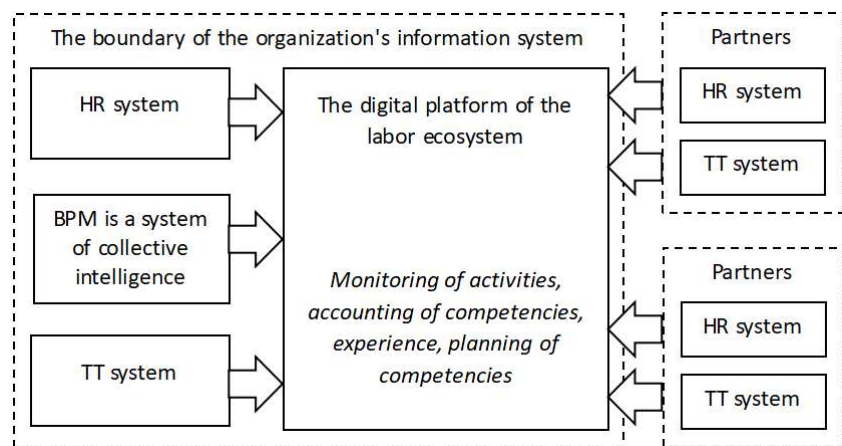 The boundary of the organization's information system
HR system
BPM is a system
of collective
intelligence
TT system
The digital platform of the
labor ecosystem
Monitoring of activities,
accounting of competencies,
experience, planning of
competencies
Partners
HR system
TT system
Partners
HR system
TT system